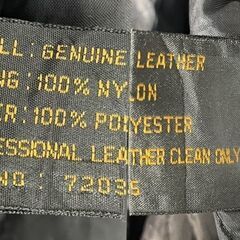 LL: GENUINE LEATHER
NG: 100% NYLON
ER: 100% POLYESTER
ESSIONAL LEATHER CLEAN ONLY
NO: 72035